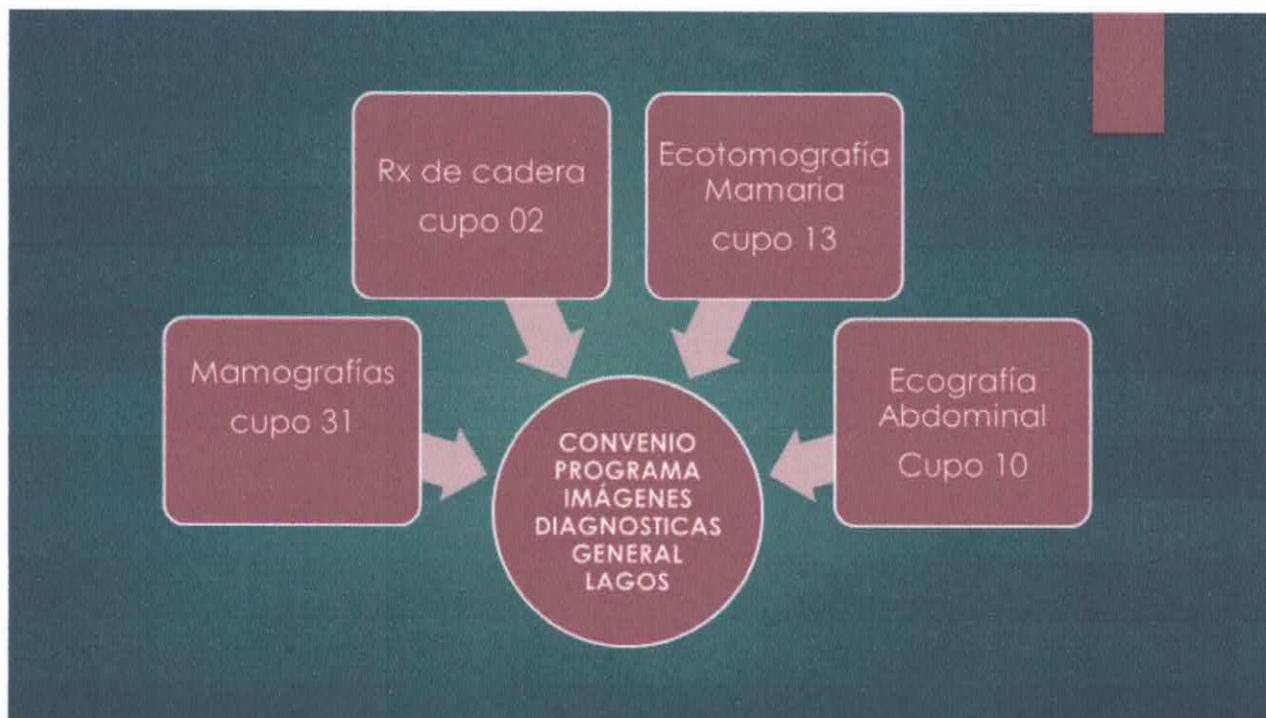 Rx de cadera
cupo 02
Ecotomografía
Mamaria
cupo 13
Mamografías
cupo 31
Ecografía
Abdominal
Cupo 10
CONVENIO
PROGRAMA
IMÁGENES
DIAGNOSTICAS
GENERAL
LAGOS